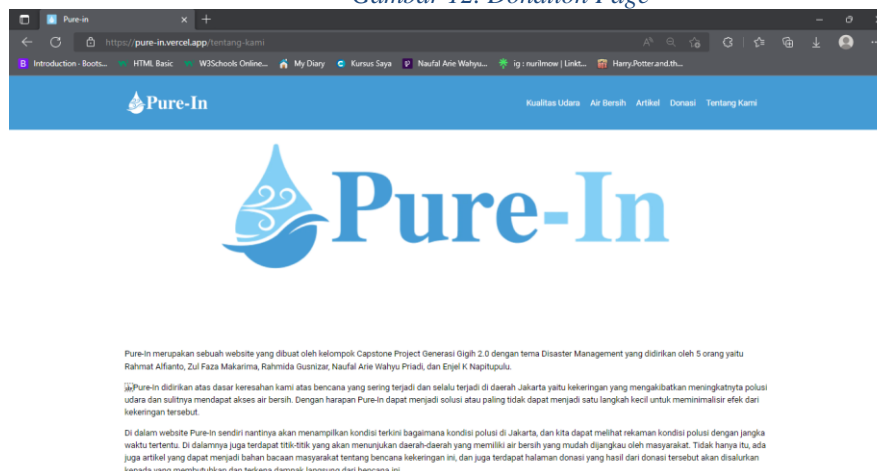 Gambar 12. Donation Page
Pure-in
https://pure-in.vercel.app/tentang-kami
Introduction - Boots...
HTML Basic
W3Schools Online...
My Diary
Kursus Saya
Naufal Arie Wahyu...
ig : nurilmow | Linkt...
Harry.Potter.and.th...
Pure-In
Kualitas Udara Air Bersih Artikel Donasi Tentang Kami
Pure-In
Pure-In merupakan sebuah website yang dibuat oleh kelompok Capstone Project Generasi Gigih 2.0 dengan tema Disaster Management yang didirikan oleh 5 orang yaitu
Rahmat Alfianto, Zul Faza Makarima, Rahmida Gusnizar, Naufal Arie Wahyu Priadi, dan Enjel K Napitupulu.
Pure-In didirikan atas dasar keresahan kami atas bencana yang sering terjadi dan selalu terjadi di daerah Jakarta yaitu kekeringan yang mengakibatkan meningkatnyta polusi
udara dan sulitnya mendapat akses air bersih. Dengan harapan Pure-In dapat menjadi solusi atau paling tidak dapat menjadi satu langkah kecil untuk meminimalisir efek dari
kekeringan tersebut.
Di dalam website Pure-In sendiri nantinya akan menampilkan kondisi terkini bagaimana kondisi polusi di Jakarta, dan kita dapat melihat rekaman kondisi polusi dengan jangka
waktu tertentu. Di dalamnya juga terdapat titik-titik yang akan menunjukan daerah-daerah yang memiliki air bersih yang mudah dijangkau oleh masyarakat. Tidak hanya itu, ada
juga artikel yang dapat menjadi bahan bacaan masyarakat tentang bencana kekeringan ini, dan juga terdapat halaman donasi yang hasil dari donasi tersebut akan disalurkan
kepada yang membutuhkan dan terkena dampak langsung dari bencana ini.